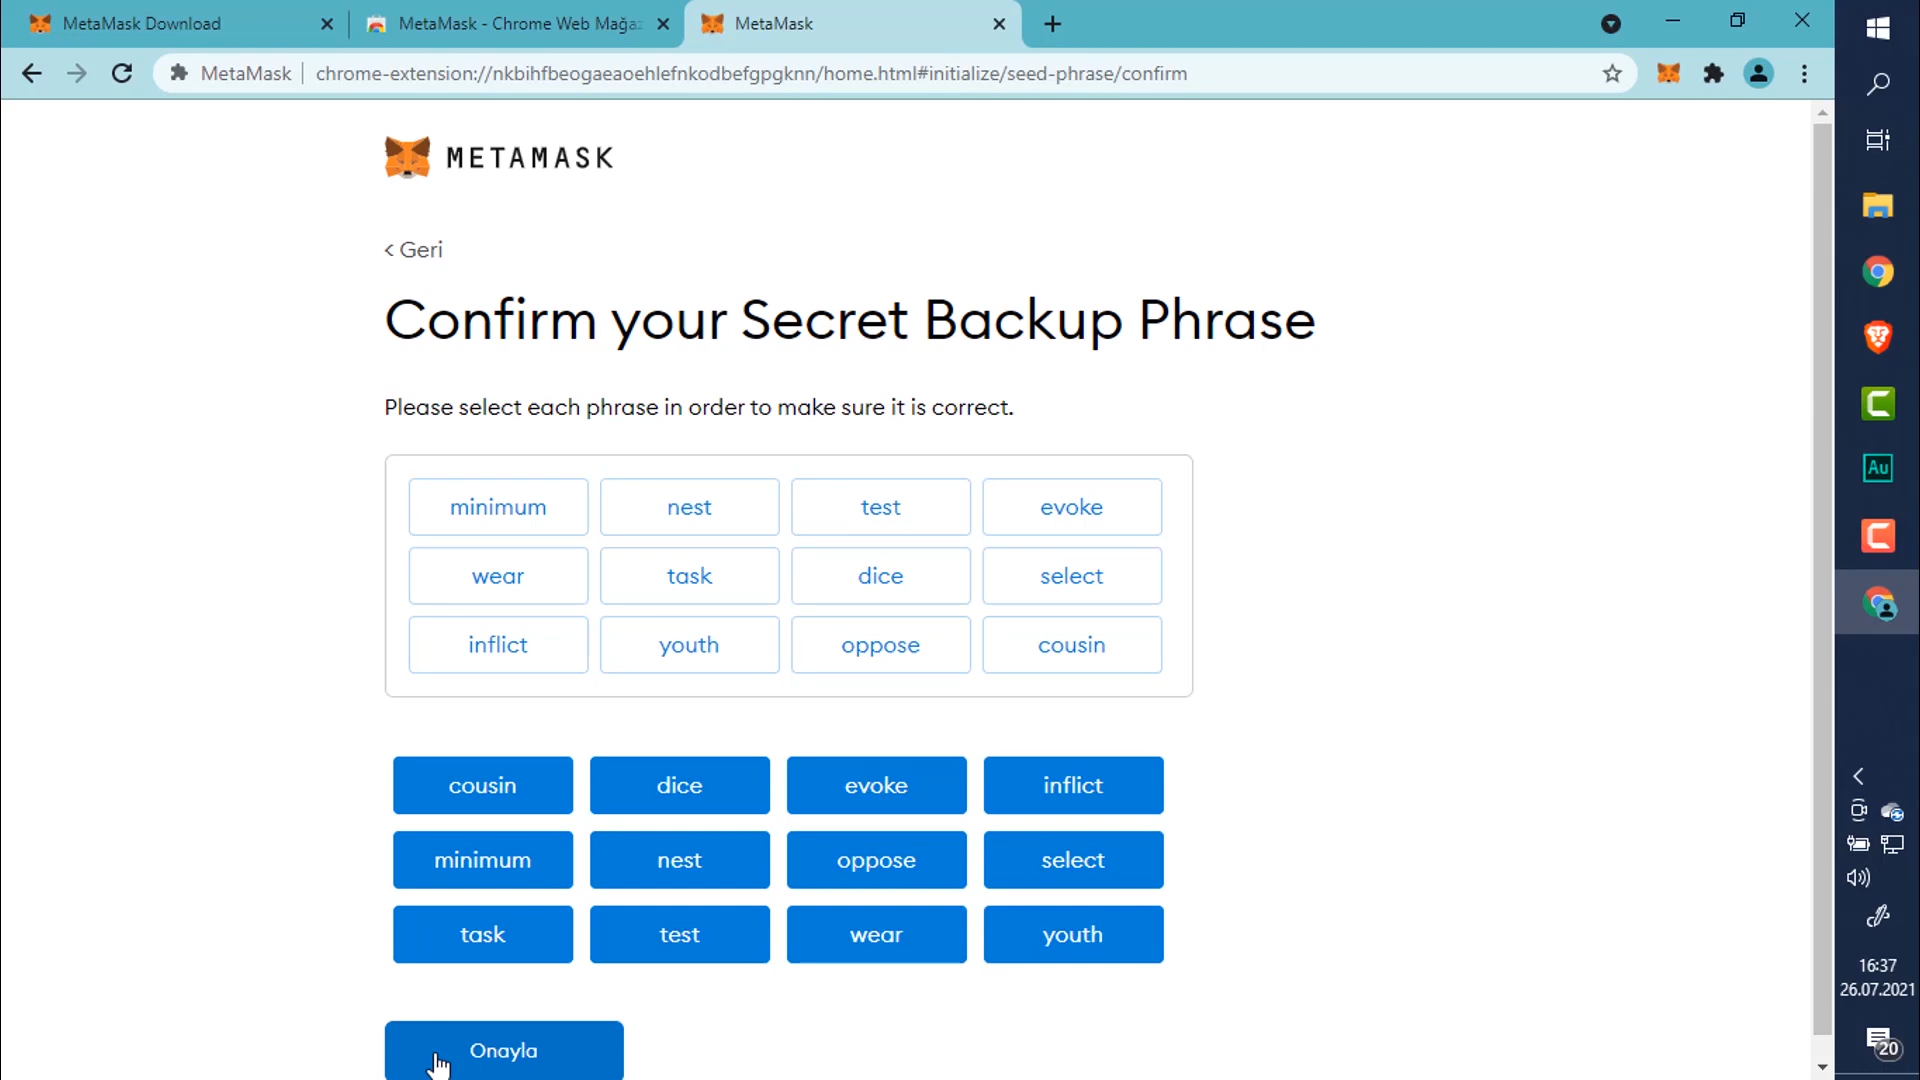 MetaMask Download
MetaMask - Chrome Web Mağaz
MetaMask
MetaMask
chrome-extension://nkbihfbeogaeaoehlefnkodbefgpgknn/home.html#initialize/seed-phrase/confirm
METAMASK
< Geri
Confirm your Secret Backup Phrase
Please select each phrase in order to make sure it is correct.
minimum nest test evoke
wear task dice select
inflict youth oppose cousin
cousin dice evoke inflict
minimum nest oppose select
task test wear youth
Onayla
Au
16:37
26.07.2021
20